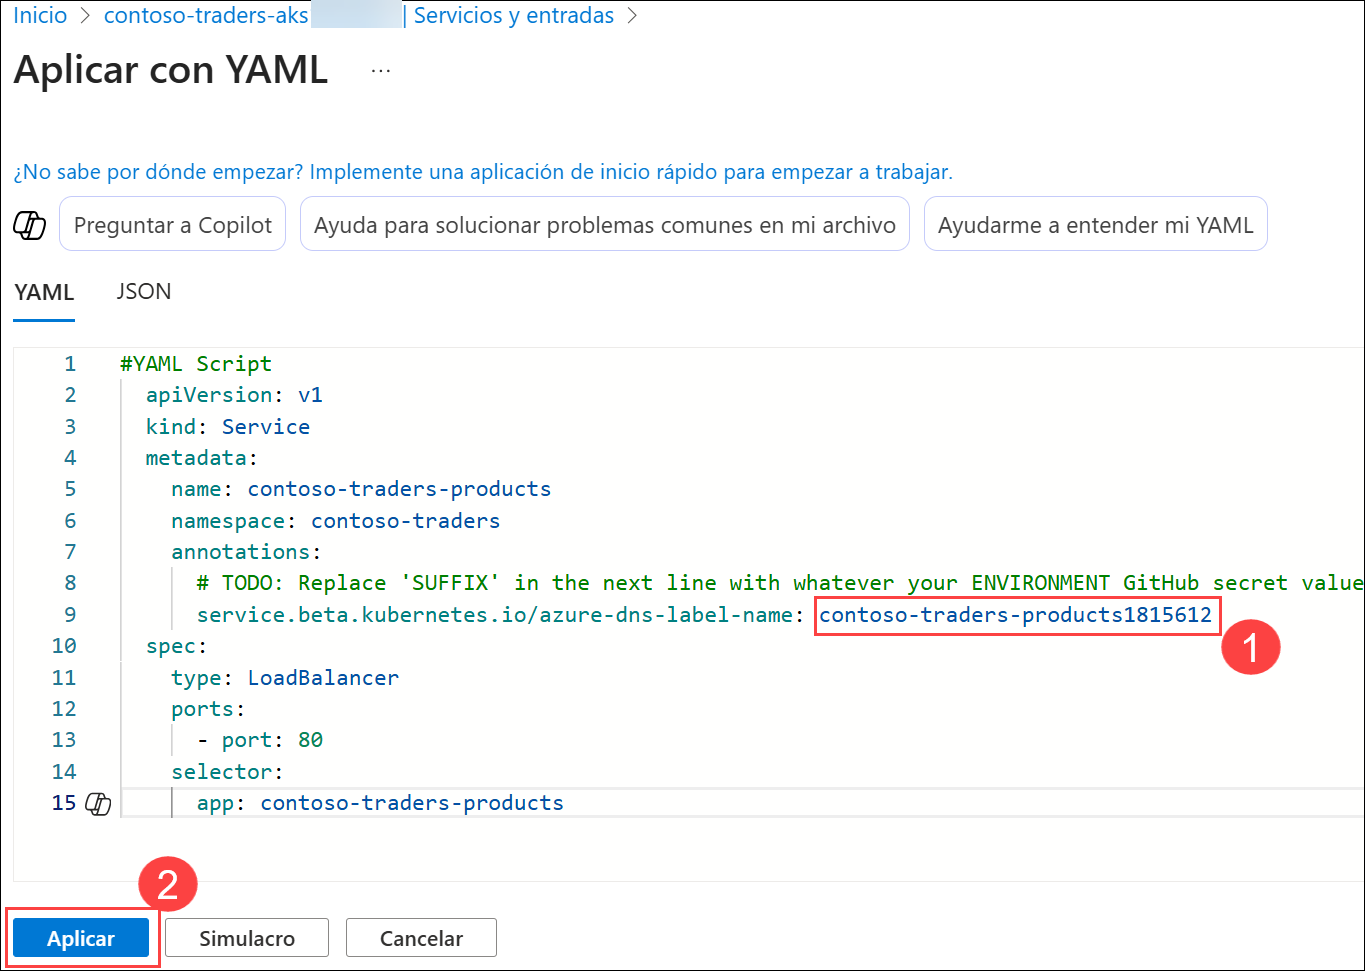 Inicio > contoso-traders-aks | Servicios y entradas >
Aplicar con YAML ...
¿No sabe por dónde empezar? Implemente una aplicación de inicio rápido para empezar a trabajar.
Preguntar a Copilot Ayuda para solucionar problemas comunes en mi archivo Ayudarme a entender mi YAML
YAML JSON
1 #YAML Script
2 apiVersion: v1
3 kind: Service
4 metadata:
5 name: contoso-traders-products
6 namespace: contoso-traders
7 annotations:
8 # TODO: Replace 'SUFFIX' in the next line with whatever your ENVIRONMENT GitHub secret value
9 service.beta.kubernetes.io/azure-dns-label-name: contoso-traders-products1815612
1
10 spec:
11 type: LoadBalancer
12 ports:
13 - port: 80
14 selector:
15 app: contoso-traders-products
2
Aplicar Simulacro Cancelar